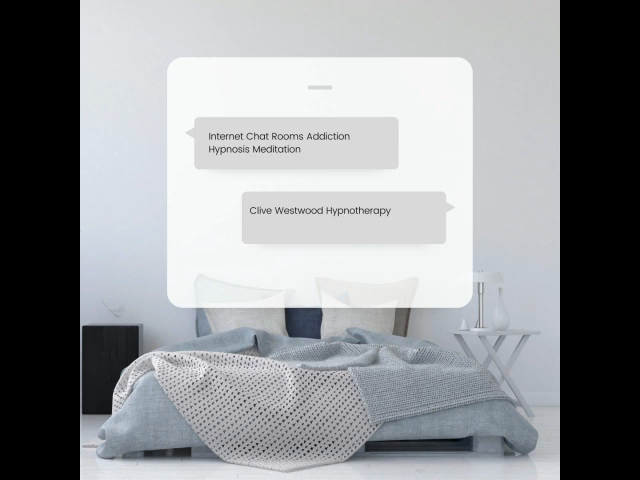 Internet Chat Rooms Addiction
Hypnosis Meditation
Clive Westwood Hypnotherapy